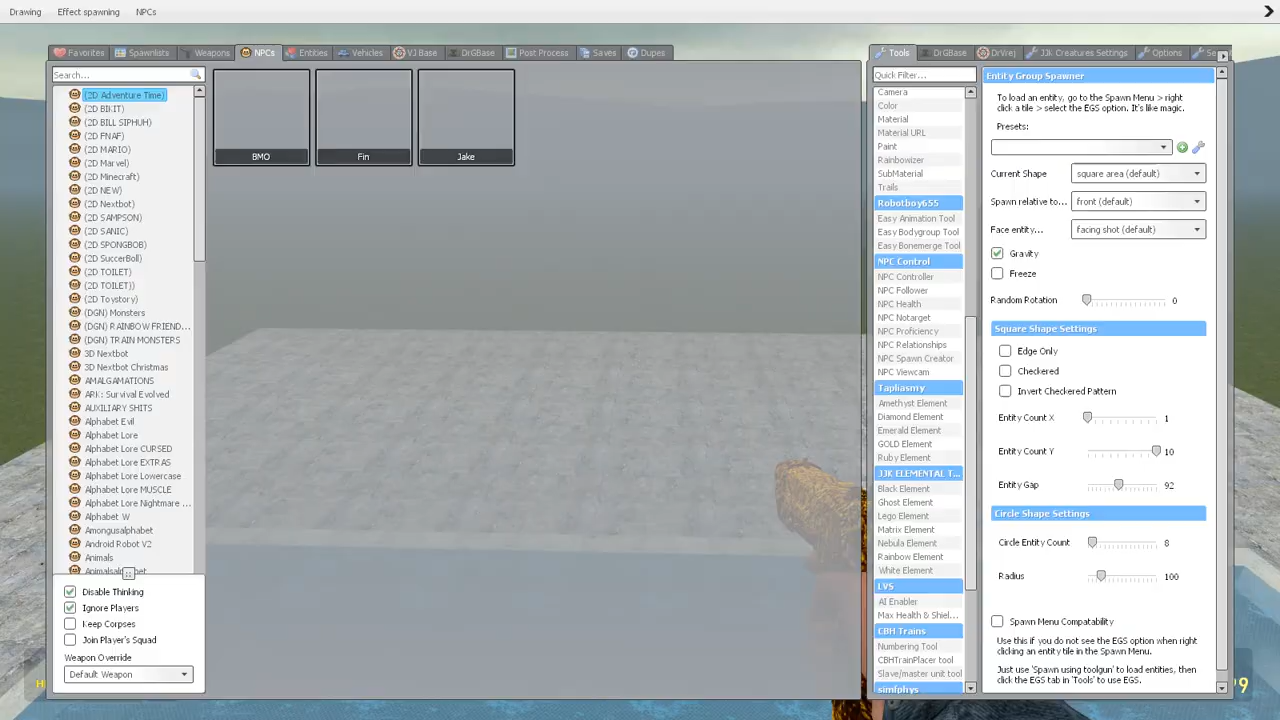 Drawing Effect spawning NPCs
Favorites Spawnlists Weapons NPCs Entities Vehicles VJ Base DrGBase Post Process Saves Dupes
Search...
(2D Adventure Time)
(2D BIKIT)
(2D BILL SIPHUH)
(2D FNAF)
(2D MARIO)
(2D Marvel)
(2D Minecraft)
(2D NEW)
(2D Nextbot)
(2D SAMPSON)
(2D SANIC)
(2D SPONGBOB)
(2D SuccerBoll)
(2D TOILET)
(2D TOILET))
(2D Toystory)
(DGN) Monsters
(DGN) RAINBOW FRIEND...
(DGN) TRAIN MONSTERS
3D Nextbot
3D Nextbot Christmas
AMALGAMATIONS
ARK: Survival Evolved
AUXILIARY SHITS
Alphabet Evil
Alphabet Lore
Alphabet Lore CURSED
Alphabet Lore EXTRAS
Alphabet Lore Lowercase
Alphabet Lore MUSCLE
Alphabet Lore Nightmare ...
Alphabet W
Amongusalphabet
Android Robot V2
Animals
Disable Thinking
Ignore Players
Keep Corpses
Join Player's Squad
Weapon Override
Default Weapon
BMO Fin Jake
Tools DrGBase DrVrej JJK Creatures Settings Options Se
Quick Filter...
Camera
Color
Material
Material URL
Paint
Rainbowizer
SubMaterial
Trails
Robotboy655
Easy Animation Tool
Easy Bodygroup Tool
Easy Bonemerge Tool
NPC Control
NPC Controller
NPC Follower
NPC Health
NPC Notarget
NPC Proficiency
NPC Relationships
NPC Spawn Creator
NPC Viewcam
Tapliasmy
Amethyst Element
Diamond Element
Emerald Element
GOLD Element
Ruby Element
JJK ELEMENTAL T...
Black Element
Ghost Element
Lego Element
Matrix Element
Nebula Element
Rainbow Element
White Element
LVS
AI Enabler
Max Health & Shiel...
CBH Trains
Numbering Tool
CBHTrainPlacer tool
Slave/master unit tool
simfphys
Entity Group Spawner
To load an entity, go to the Spawn Menu > right
click a tile > select the EGS option. It's like magic.
Presets:
Current Shape square area (default)
Spawn relative to... front (default)
Face entity... facing shot (default)
Gravity
Freeze
Random Rotation 0
Square Shape Settings
Edge Only
Checkered
Invert Checkered Pattern
Entity Count X 1
Entity Count Y 10
Entity Gap 92
Circle Shape Settings
Circle Entity Count 8
Radius 100
Spawn Menu Compatability
Use this if you do not see the EGS option when right
clicking an entity tile in the Spawn Menu.
Just use 'Spawn using toolgun' to load entities, then
click the EGS tab in 'Tools' to use EGS.